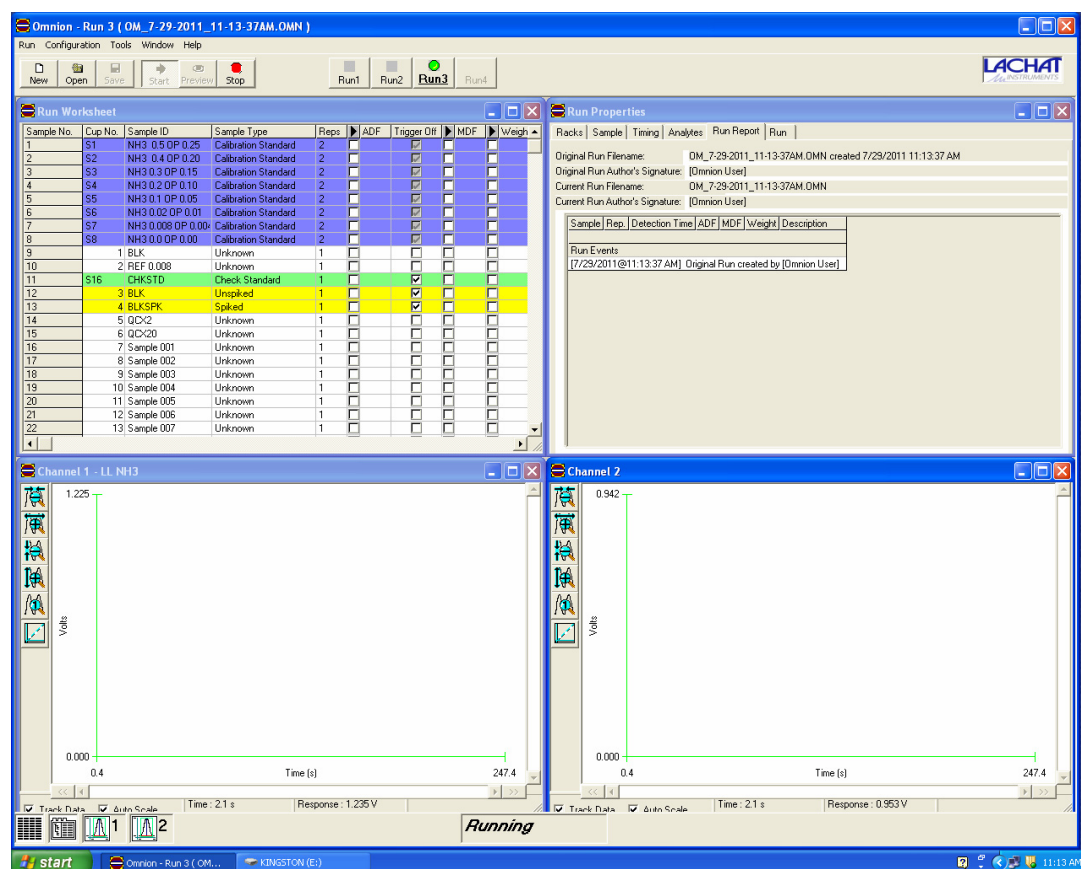 Omnion - Run 3 ( OM_7-29-2011_11-13-37AM.OMN )
Run Configuration Tools Window Help
New Open Save Start Preview Stop Run1 Run2 Run3 Run4
LACHAT
INSTRUMENTS
Run Worksheet
Sample No. Cup No. Sample ID Sample Type Reps ADF Trigger Off MDF Weigh
1 S1 NH3 0.5 OP 0.25 Calibration Standard 2
2 S2 NH3 0.4 OP 0.20 Calibration Standard 2
3 S3 NH3 0.3 OP 0.15 Calibration Standard 2
4 S4 NH3 0.2 OP 0.10 Calibration Standard 2
5 S5 NH3 0.1 OP 0.05 Calibration Standard 2
6 S6 NH3 0.02 OP 0.01 Calibration Standard 2
7 S7 NH3 0.008 OP 0.00 Calibration Standard 2
8 S8 NH3 0.0 OP 0.00 Calibration Standard 2
9 1 BLK Unknown 1
10 2 REF 0.008 Unknown 1
11 S16 CHKSTD Check Standard 1
12 3 BLK Unspiked 1
13 4 BLKSPK Spiked 1
14 5 QCX2 Unknown 1
15 6 QCX20 Unknown 1
16 7 Sample 001 Unknown 1
17 8 Sample 002 Unknown 1
18 9 Sample 003 Unknown 1
19 10 Sample 004 Unknown 1
20 11 Sample 005 Unknown 1
21 12 Sample 006 Unknown 1
22 13 Sample 007 Unknown 1
Run Properties
Racks Sample Timing Analytes Run Report Run
Original Run Filename: OM_7-29-2011_11-13-37AM.OMN created 7/29/2011 11:13:37 AM
Original Run Author's Signature: [Omnion User]
Current Run Filename: OM_7-29-2011_11-13-37AM.OMN
Current Run Author's Signature: [Omnion User]
Sample Rep. Detection Time ADF MDF Weight Description
Run Events
[7/29/2011@11:13:37 AM] Original Run created by [Omnion User]
Channel 1 - LL NH3
1.225
Volts
0.000
0.4 Time (s) 247.4
Track Data Auto Scale Time : 2.1 s Response : 1.235 V
Channel 2
0.942
Volts
0.000
0.4 Time (s) 247.4
Track Data Auto Scale Time : 2.1 s Response : 0.953 V
1 2 Running
start Omnion - Run 3 ( OM... KINGSTON (E:) 11:13 AM